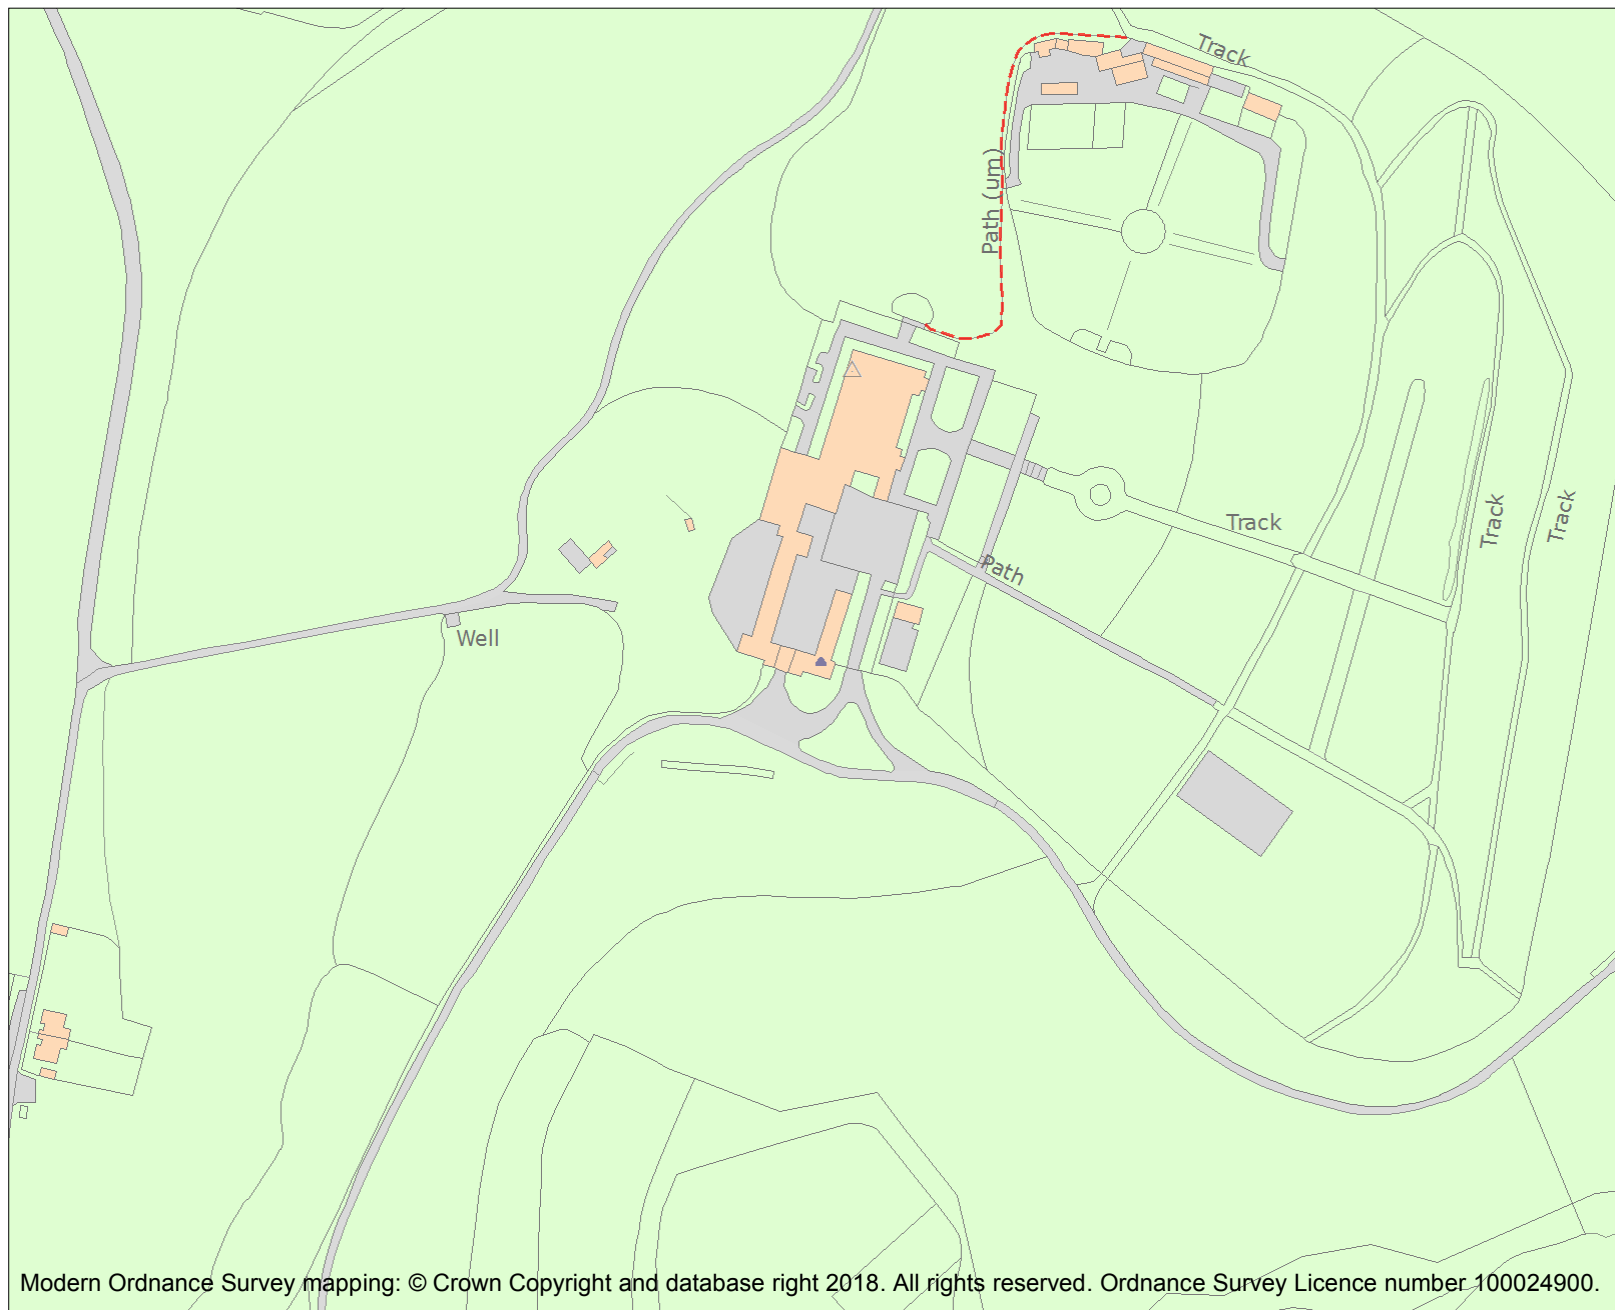 Track
Path (um)
Track
Track
Track
Path
Well
Modern Ordnance Survey mapping: © Crown Copyright and database right 2018. All rights reserved. Ordnance Survey Licence number 100024900.